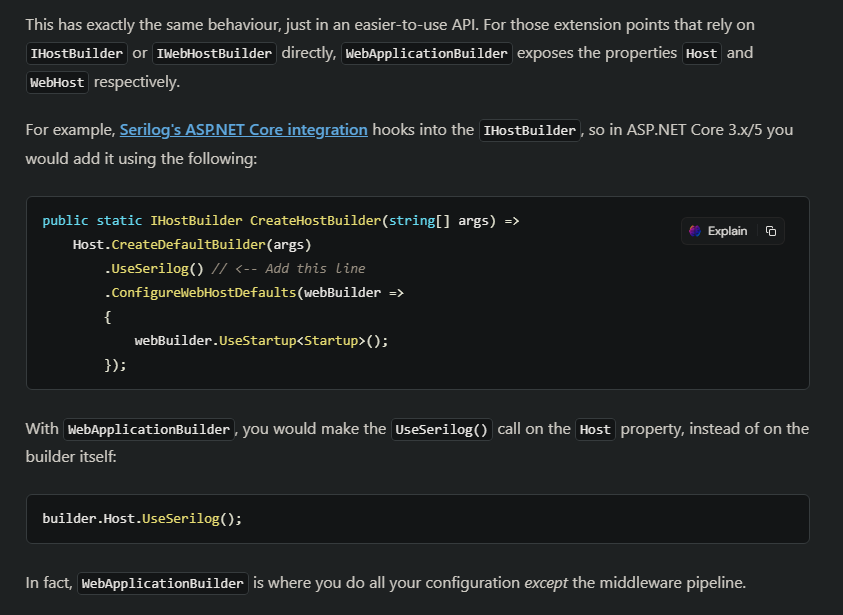 This has exactly the same behaviour, just in an easier-to-use API. For those extension points that rely on
IHostBuilder or IWebHostBuilder directly, WebApplicationBuilder exposes the properties Host and
WebHost respectively.
For example, Serilog's ASP.NET Core integration hooks into the IHostBuilder, so in ASP.NET Core 3.x/5 you
would add it using the following:
public static IHostBuilder CreateHostBuilder(string[] args) =>
Explain
    Host.CreateDefaultBuilder(args)
        .UseSerilog() // <-- Add this line
        .ConfigureWebHostDefaults(webBuilder =>
        {
            webBuilder.UseStartup<Startup>();
        });
With WebApplicationBuilder, you would make the UseSerilog() call on the Host property, instead of on the
builder itself:
builder.Host.UseSerilog();
In fact, WebApplicationBuilder is where you do all your configuration except the middleware pipeline.